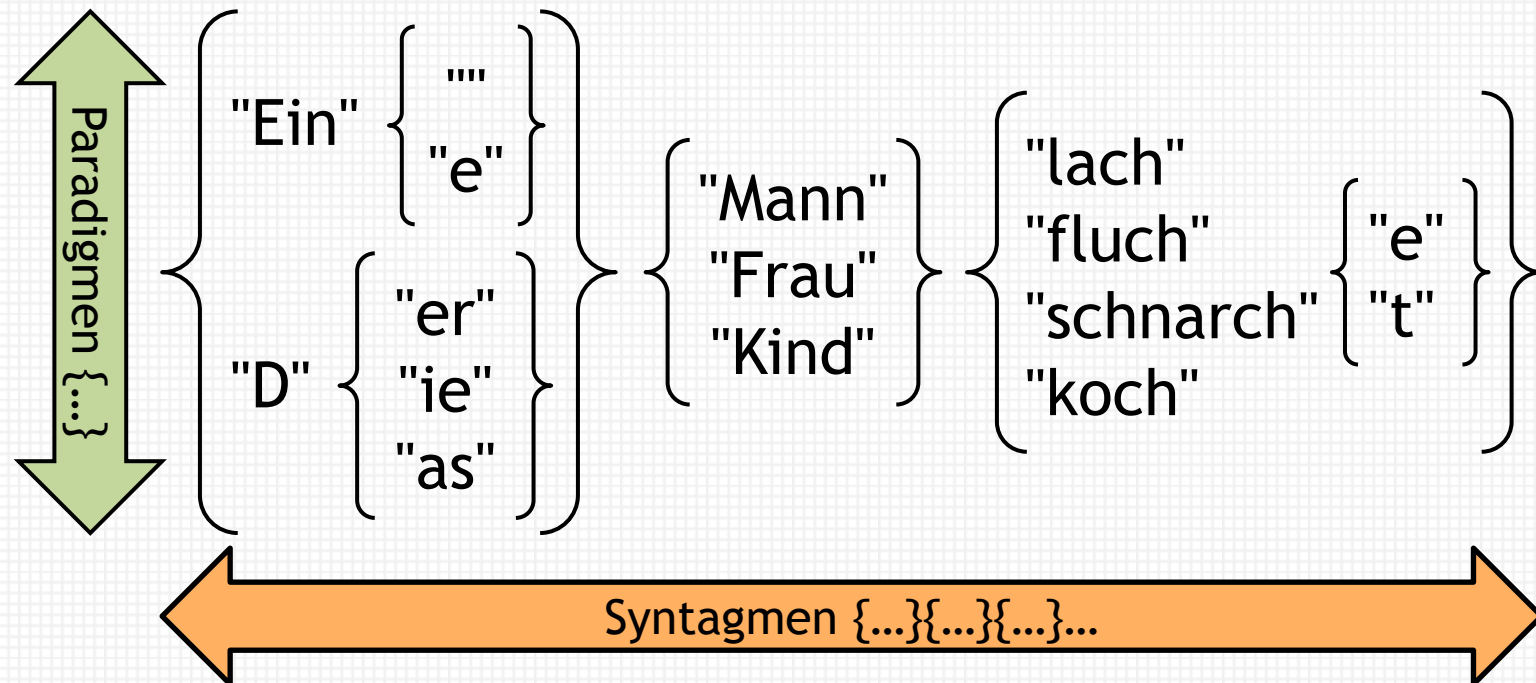 Paradigmen {...}
"Ein"
""
"e"
"D"
"er"
"ie"
"as"
"Mann"
"Frau"
"Kind"
"lach"
"fluch"
"schnarch"
"koch"
"e"
"t"
Syntagmen {...}{...}{...}...